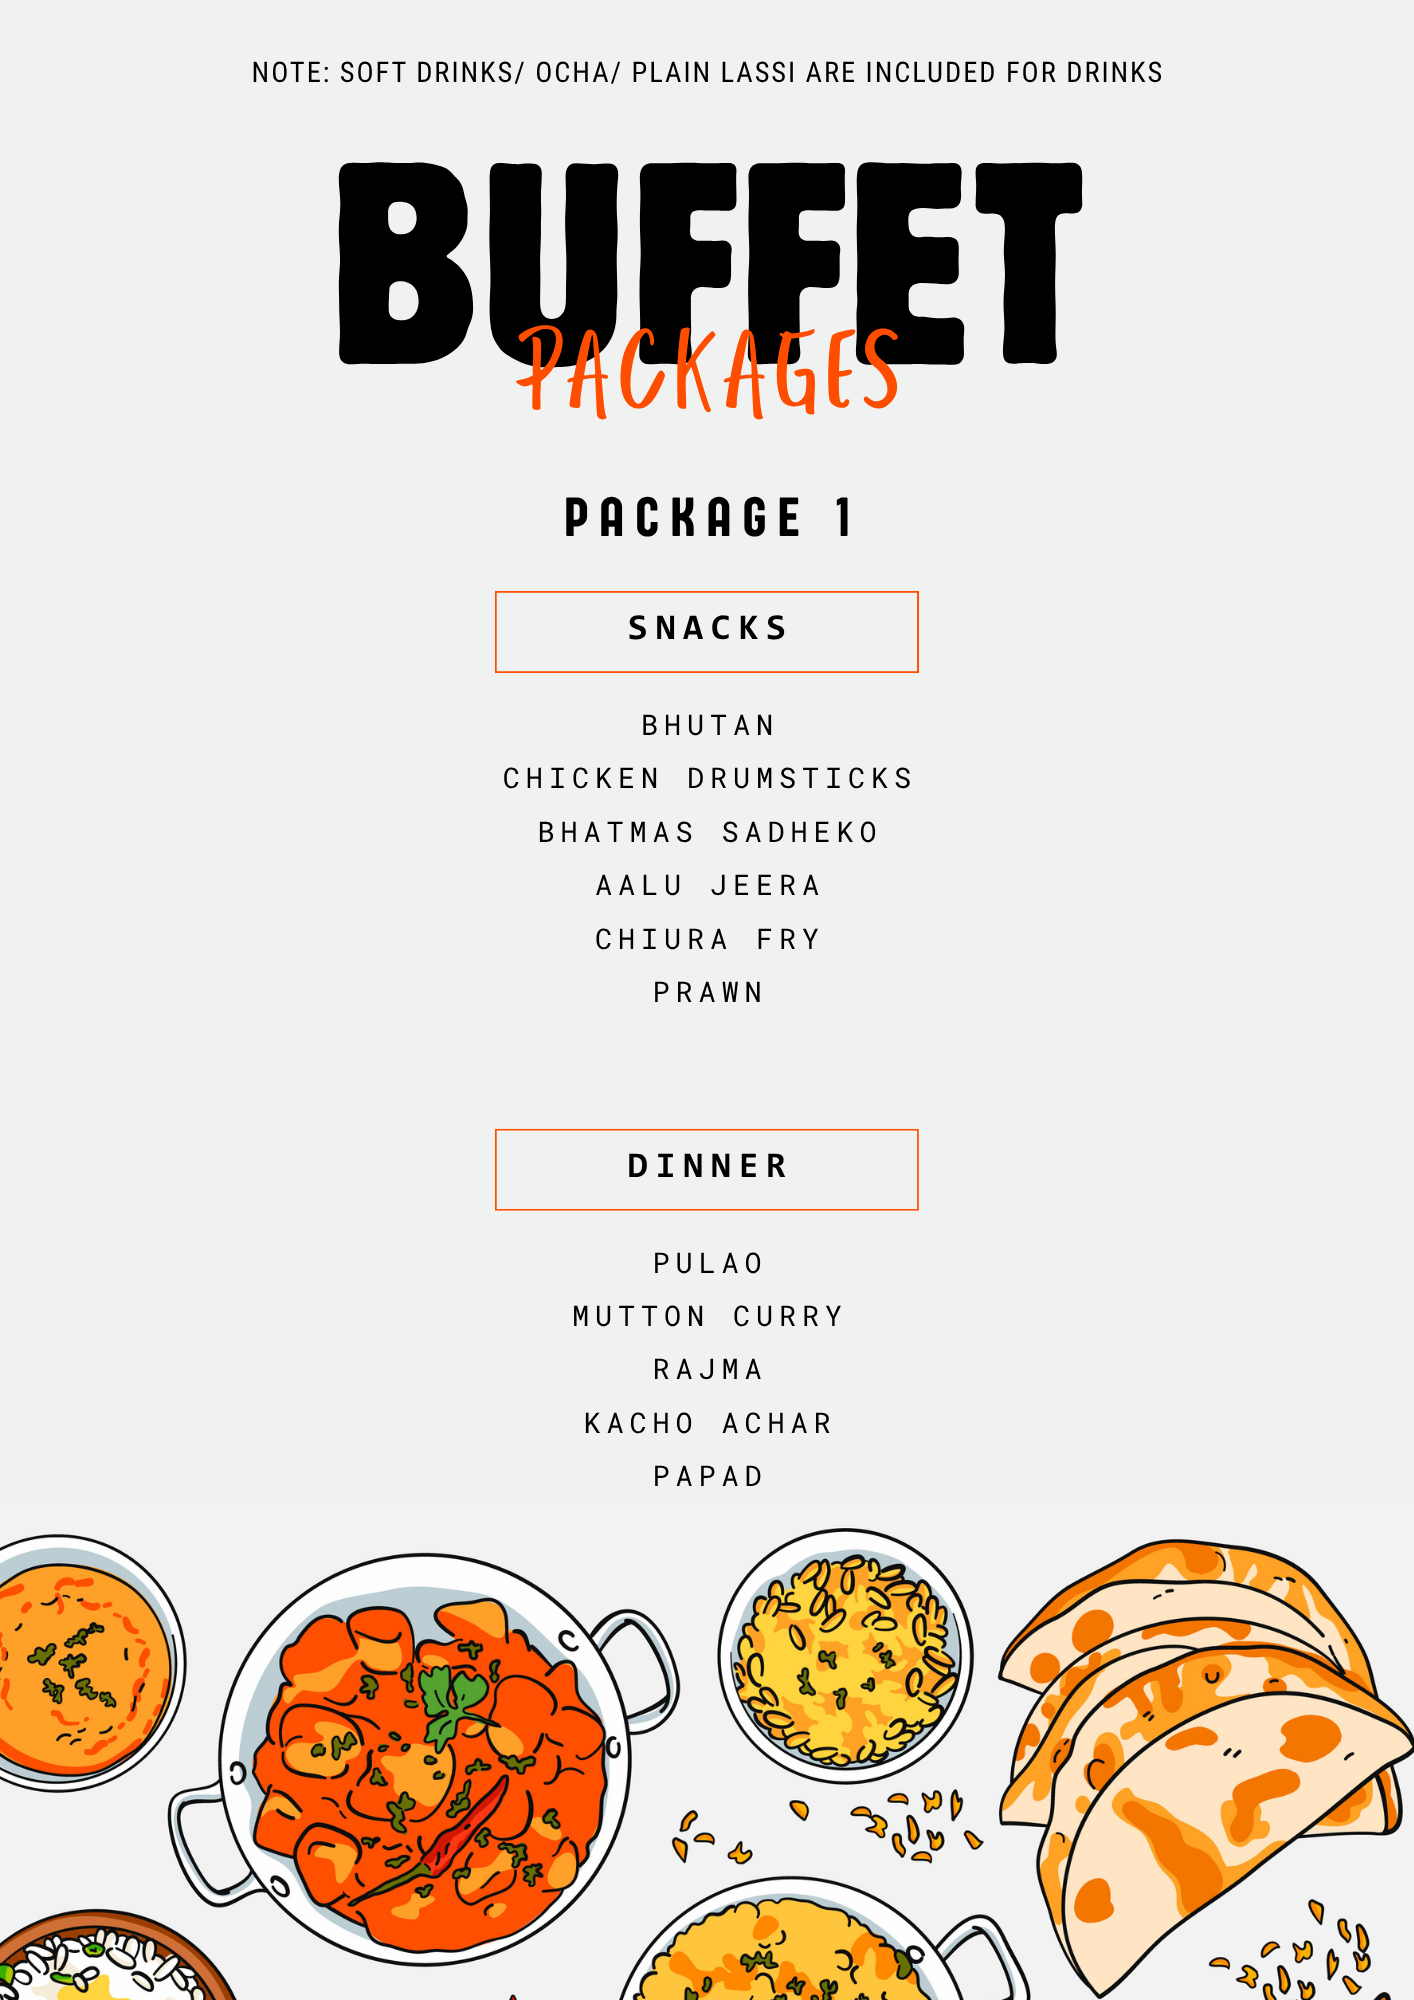 NOTE: SOFT DRINKS/ OCHA/ PLAIN LASSI ARE INCLUDED FOR DRINKS
BUFFET
PACKAGES
PACKAGE 1
SNACKS
BHUTAN
CHICKEN DRUMSTICKS
BHATMAS SADHEKO
AALU JEERA
CHIURA FRY
PRAWN
DINNER
PULAO
MUTTON CURRY
RAJMA
KACHO ACHAR
PAPAD